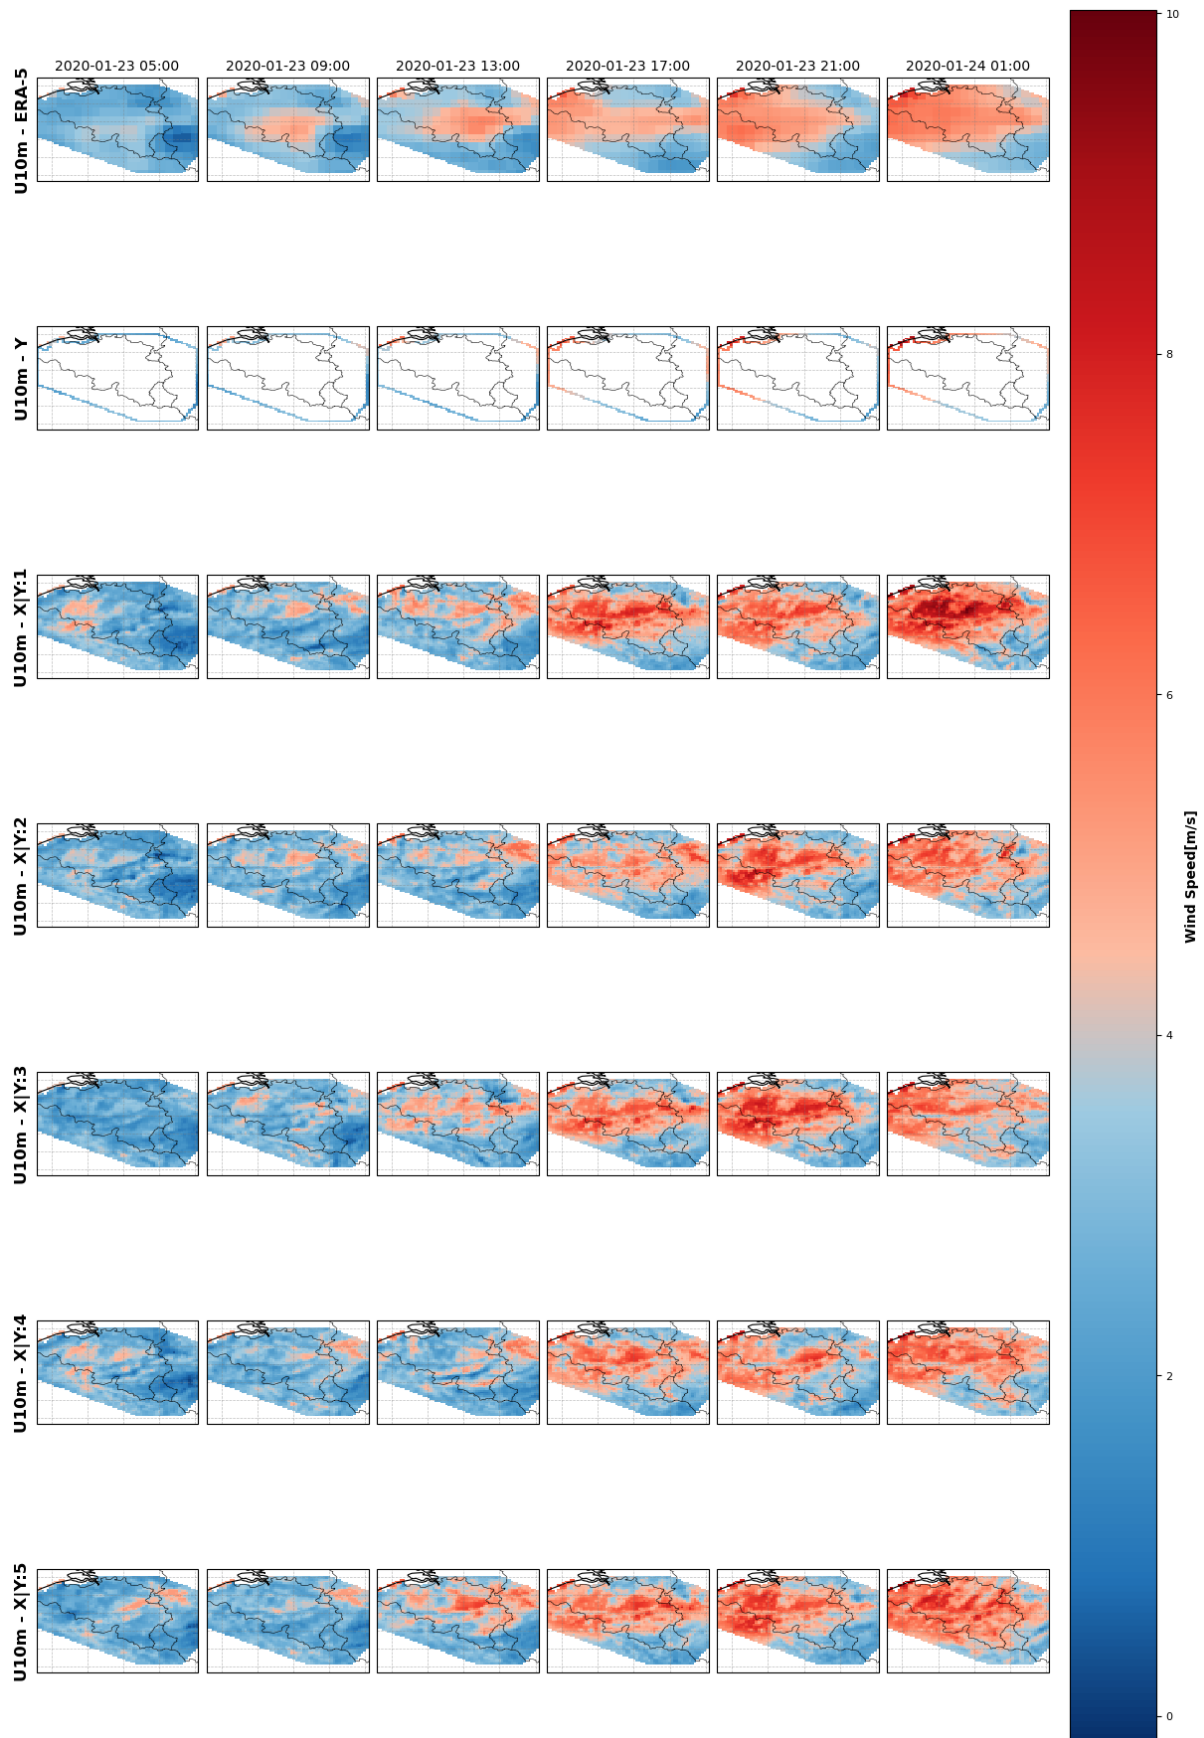 2020-01-23 05:00 2020-01-23 09:00 2020-01-23 13:00 2020-01-23 17:00 2020-01-23 21:00 2020-01-24 01:00
U10m - ERA-5
U10m - Y
U10m - X|Y:1
U10m - X|Y:2
U10m - X|Y:3
U10m - X|Y:4
U10m - X|Y:5
10
8
6
4
2
0
Wind Speed[m/s]